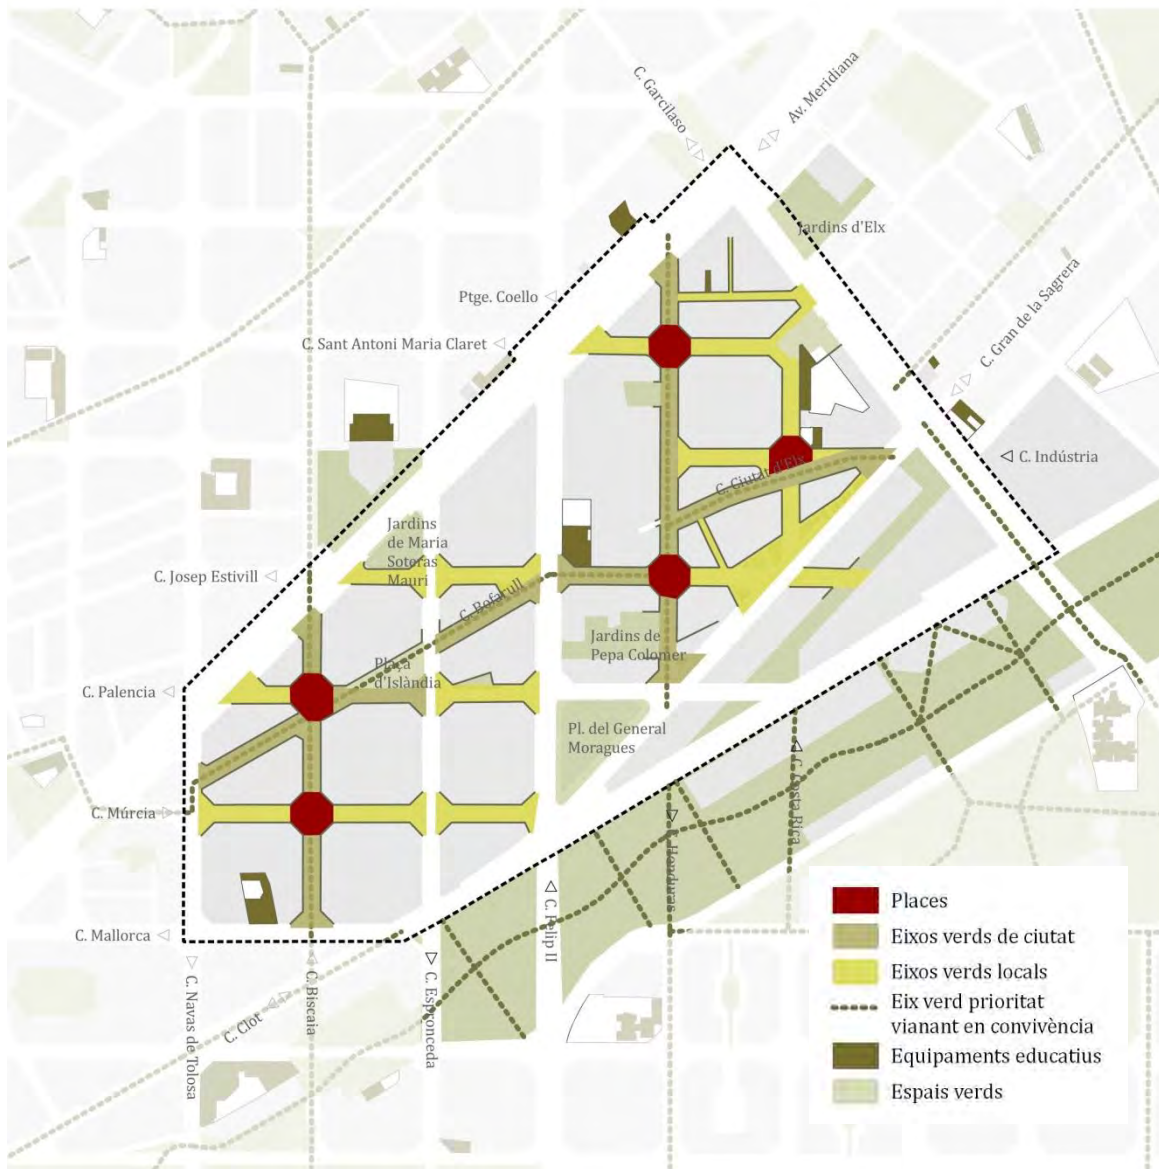 C. Garcilaso
Av. Meridiana
Jardins d'Elx
C. Gran de la Sagrera
Ptge. Coello
C. Sant Antoni Maria Claret
C. Indústria
C. Ciutat d'Elx
Jardins
de Maria
Soteras
Mauri
C. Josep Estivill
C. Bofarull
Jardins de
Pepa Colomer
Plaça
d'Islàndia
C. Palencia
Pl. del General
Moragues
C. Múrcia
C. Costa Rica
C. Honduras
C. Mallorca
C. Felip II
C. Navas de Tolosa
C. Clot
C. Biscaia
C. Espronceda
Places
Eixos verds de ciutat
Eixos verds locals
Eix verd prioritat
vianant en convivència
Equipaments educatius
Espais verds